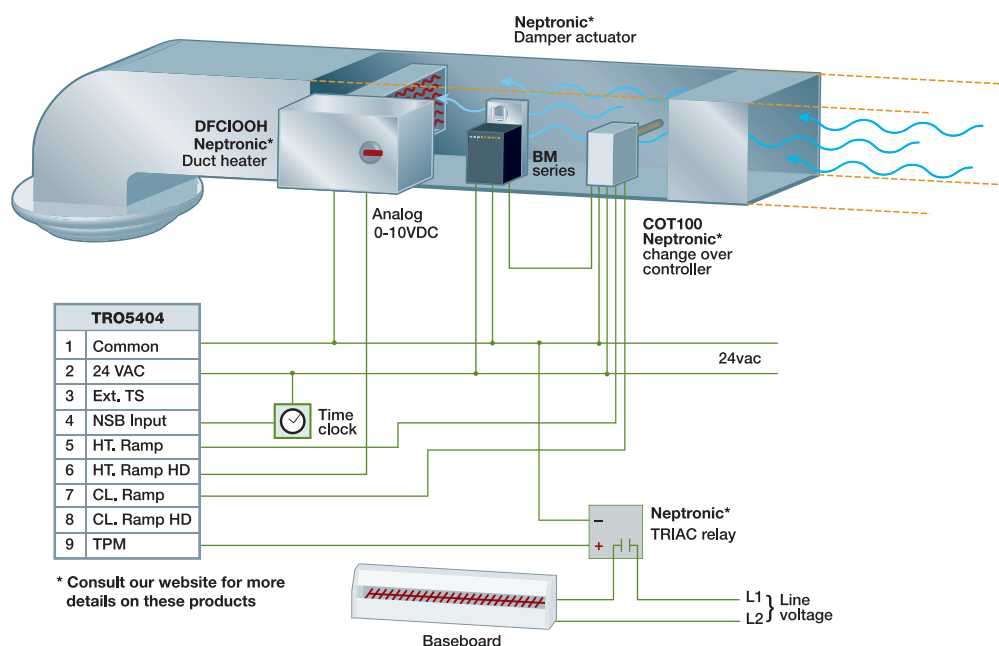 Neptronic*
Damper actuator
DFCIOOH
Neptronic*
Duct heater
neptronic
BM
series
Analog
0-10VDC
COT100
Neptronic*
change over
controller
TRO5404
1 Common
2 24 VAC
3 Ext. TS
4 NSB Input
5 HT. Ramp
6 HT. Ramp HD
7 CL. Ramp
8 CL. Ramp HD
9 TPM
24vac
Time
clock
Neptronic*
TRIAC relay
–
+
* Consult our website for more
details on these products
L1
L2
} Line
voltage
Baseboard